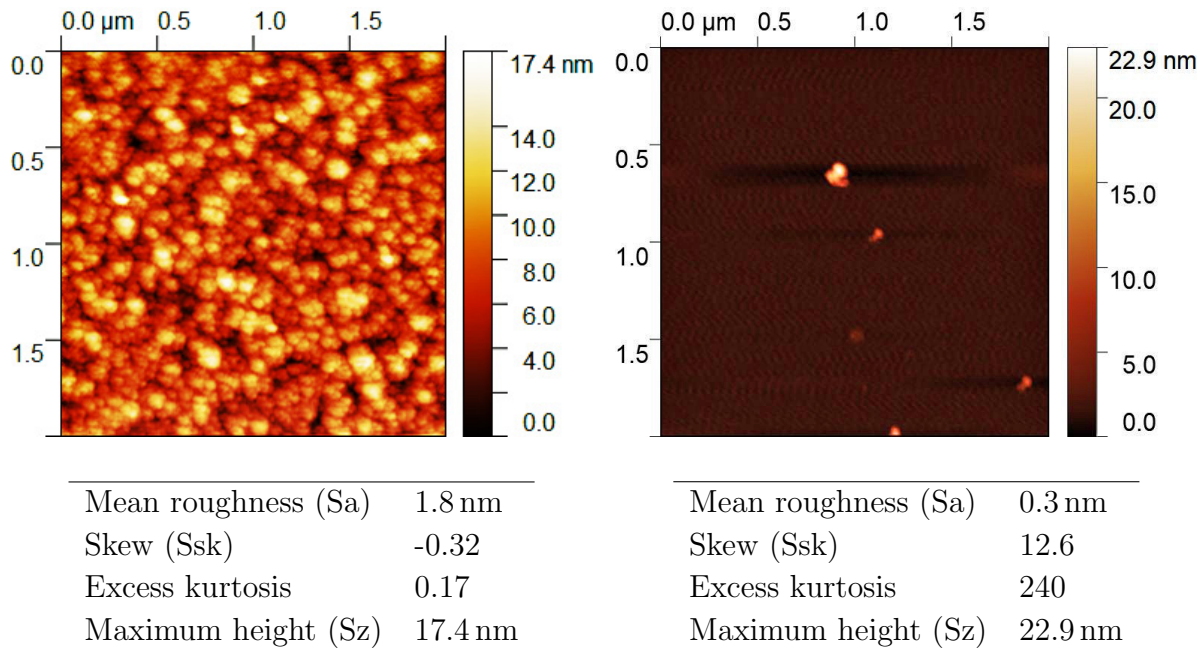 0.0 µm 0.5 1.0 1.5
0.0
0.5
1.0
1.5
17.4 nm
14.0
12.0
10.0
8.0
6.0
4.0
0.0
0.0 µm 0.5 1.0 1.5
0.0
0.5
1.0
1.5
22.9 nm
20.0
15.0
10.0
5.0
0.0
Mean roughness (Sa) 1.8 nm
Skew (Ssk) -0.32
Excess kurtosis 0.17
Maximum height (Sz) 17.4 nm
Mean roughness (Sa) 0.3 nm
Skew (Ssk) 12.6
Excess kurtosis 240
Maximum height (Sz) 22.9 nm